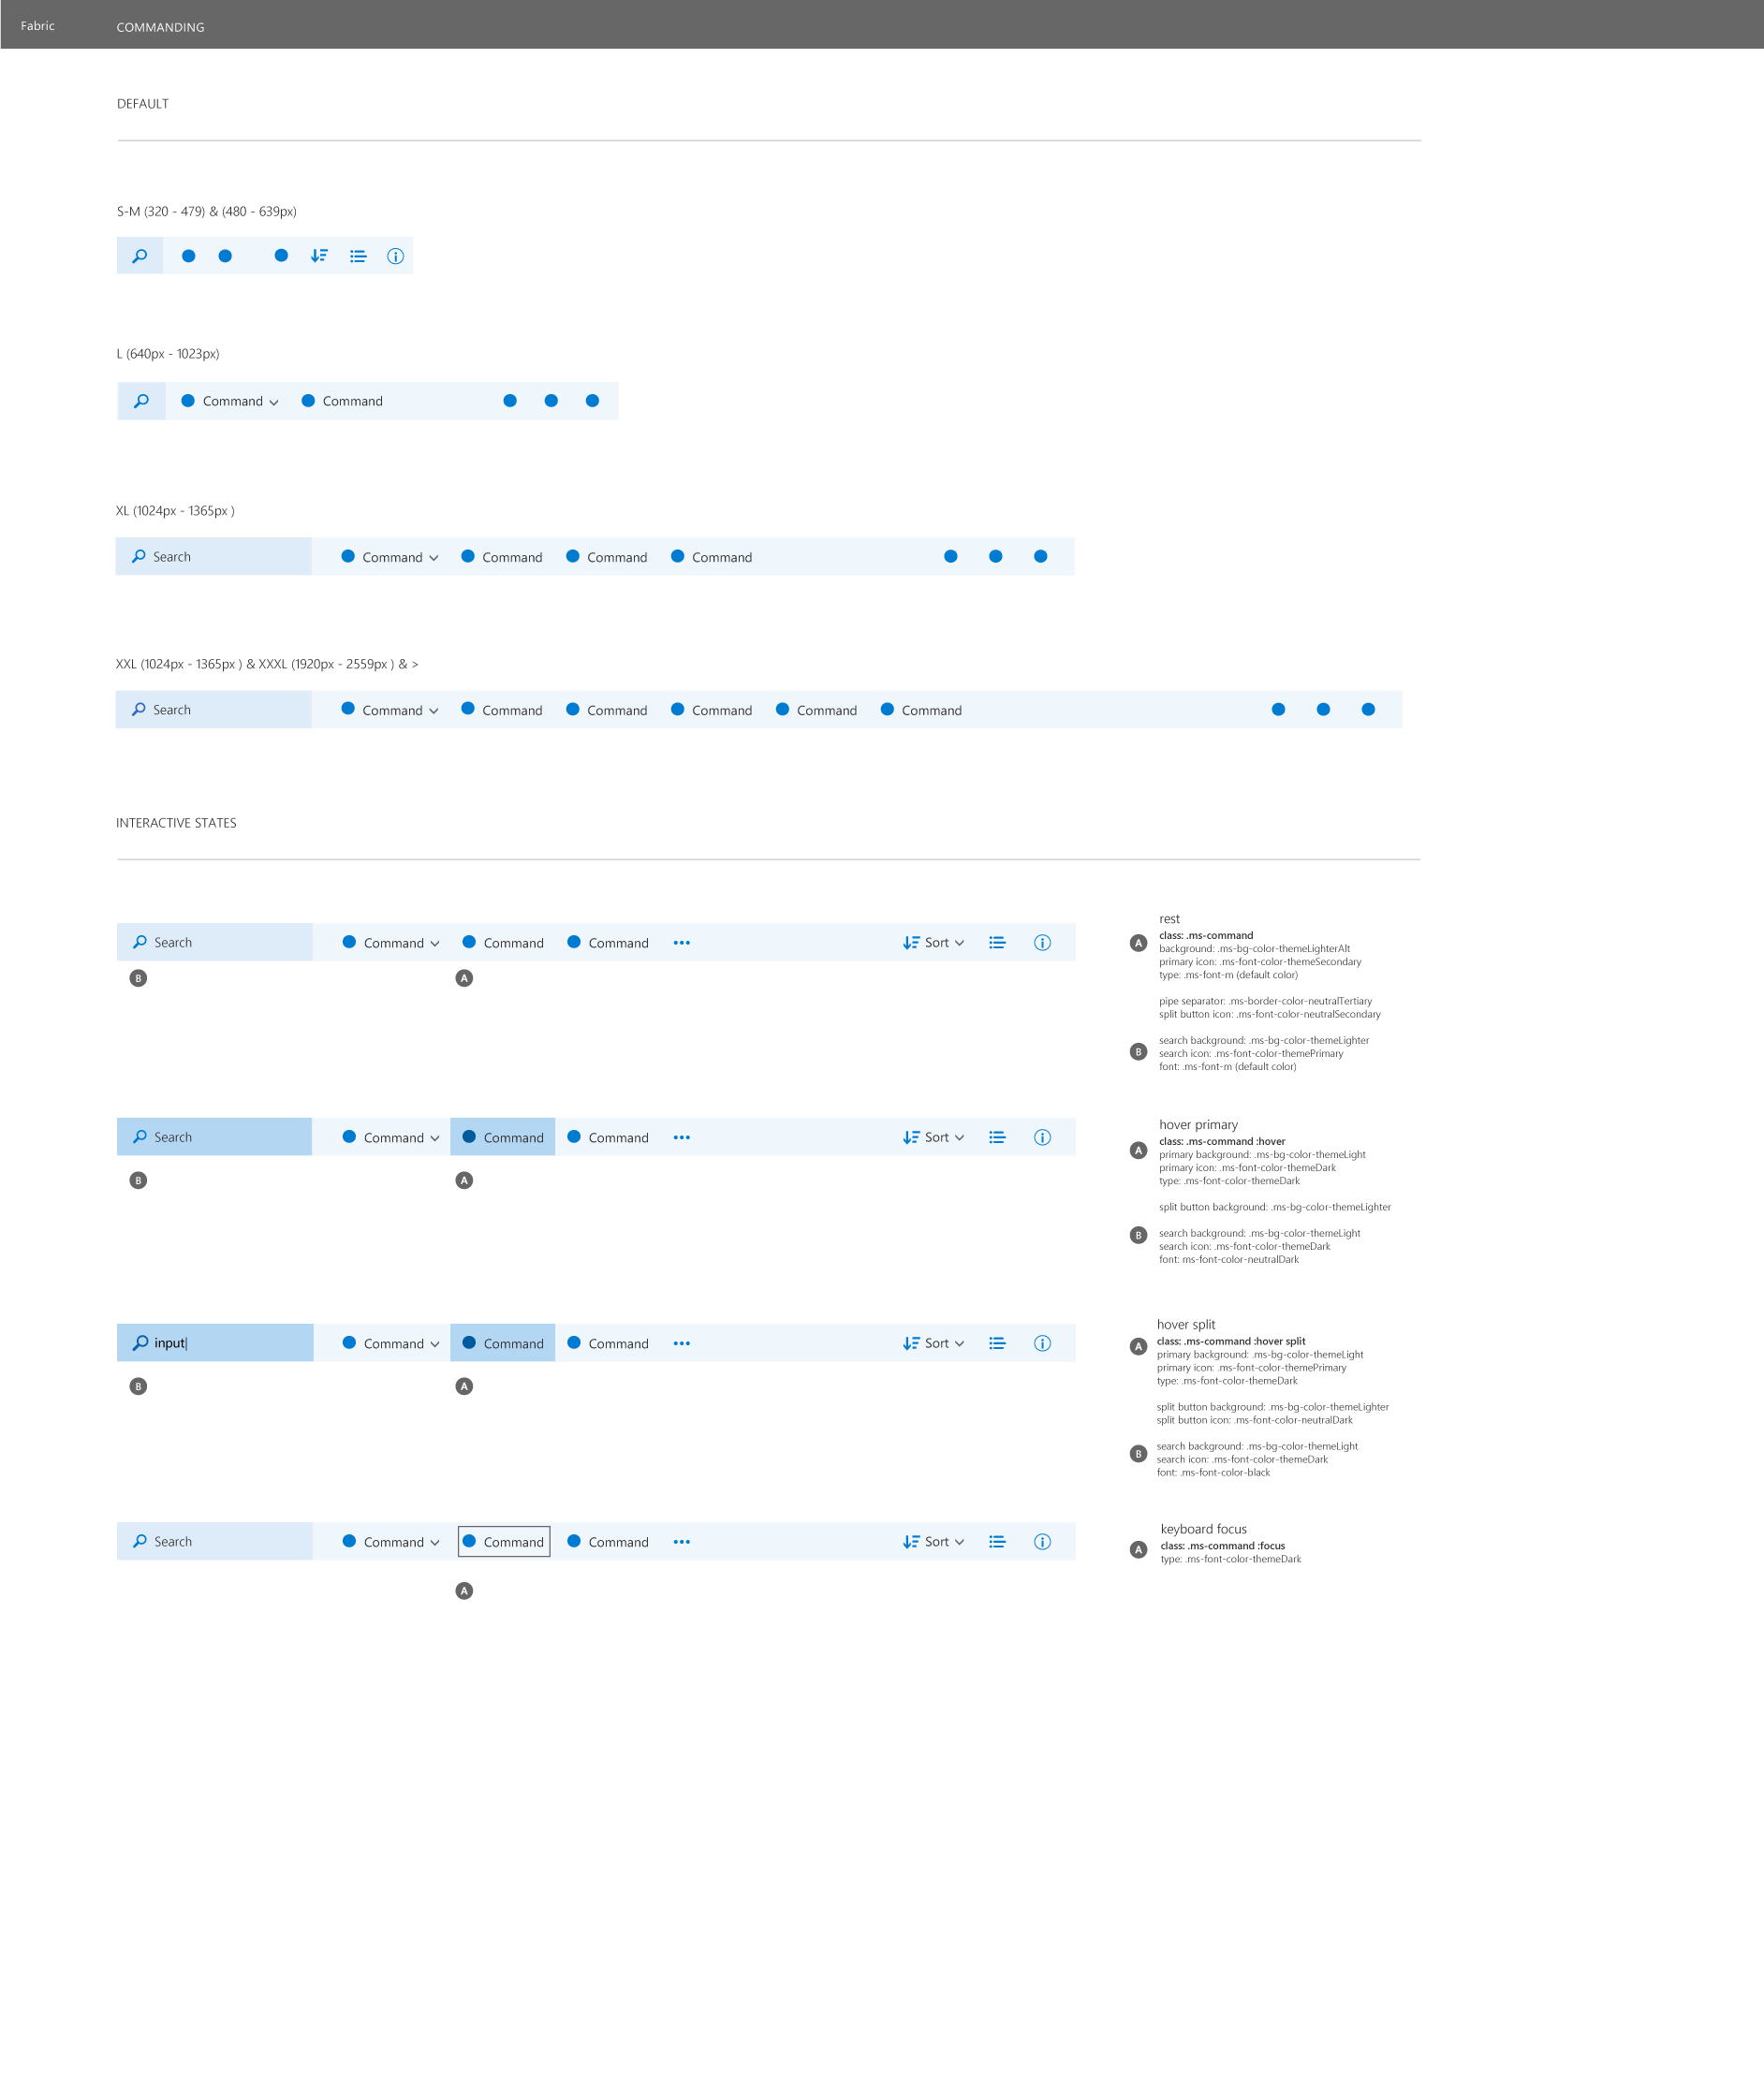 Fabric COMMANDING
DEFAULT
S-M (320 - 479) & (480 - 639px)
L (640px - 1023px)
Command Command
XL (1024px - 1365px )
Search Command Command Command Command
XXL (1024px - 1365px ) & XXXL (1920px - 2559px ) & >
Search Command Command Command Command Command Command
INTERACTIVE STATES
Search Command Command Command Sort
B A
rest
A class: .ms-command
background: .ms-bg-color-themeLighterAlt
primary icon: .ms-font-color-themeSecondary
type: .ms-font-m (default color)
pipe separator: .ms-border-color-neutralTertiary
split button icon: .ms-font-color-neutralSecondary
B search background: .ms-bg-color-themeLighter
search icon: .ms-font-color-themePrimary
font: .ms-font-m (default color)
Search Command Command Command Sort
B A
hover primary
A class: .ms-command :hover
primary background: .ms-bg-color-themeLight
primary icon: .ms-font-color-themeDark
type: .ms-font-color-themeDark
split button background: .ms-bg-color-themeLighter
B search background: .ms-bg-color-themeLight
search icon: .ms-font-color-themeDark
font: ms-font-color-neutralDark
input Command Command Command Sort
B A
hover split
A class: .ms-command :hover split
primary background: .ms-bg-color-themeLight
primary icon: .ms-font-color-themePrimary
type: .ms-font-color-themeDark
split button background: .ms-bg-color-themeLighter
split button icon: .ms-font-color-neutralDark
B search background: .ms-bg-color-themeLight
search icon: .ms-font-color-themeDark
font: .ms-font-color-black
Search Command Command Command Sort
A
keyboard focus
A class: .ms-command :focus
type: .ms-font-color-themeDark